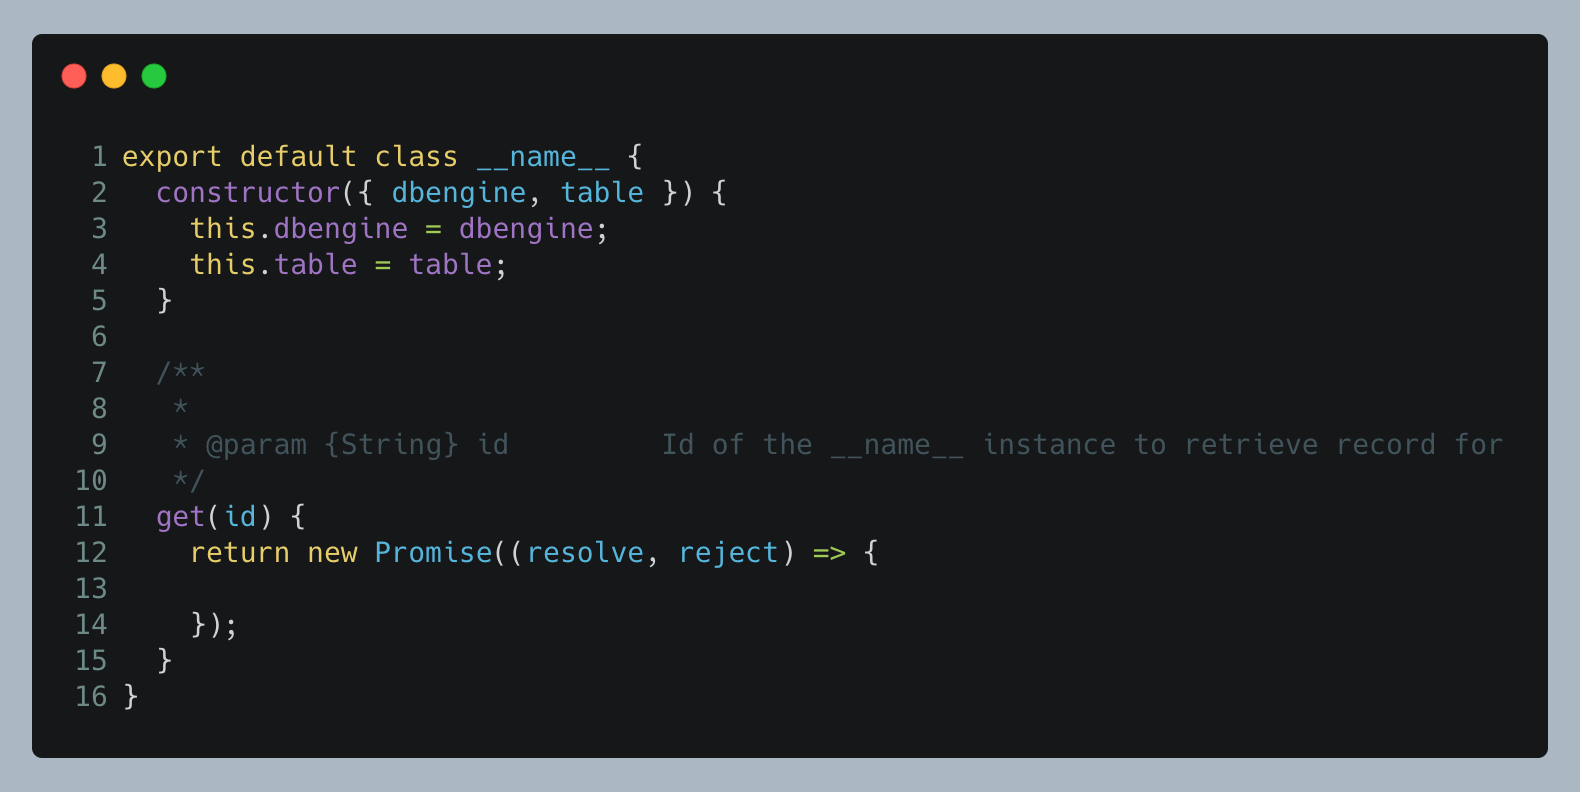 1 export default class __name__ {
2   constructor({ dbengine, table }) {
3     this.dbengine = dbengine;
4     this.table = table;
5   }
6
7   /**
8    *
9    * @param {String} id         Id of the __name__ instance to retrieve record for
10    */
11   get(id) {
12     return new Promise((resolve, reject) => {
13
14     });
15   }
16 }